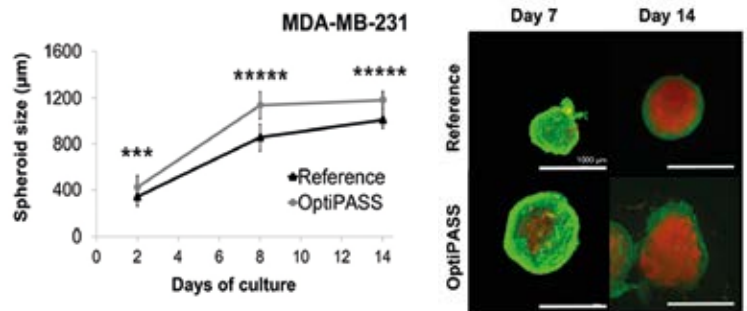 MDA-MB-231
Spheroid size (µm)
1600
1200
800
400
0
***
*****
*****
Reference
OptiPASS
0 2 4 6 8 10 12 14
Days of culture
Day 7 Day 14
Reference
1000 µm
OptiPASS